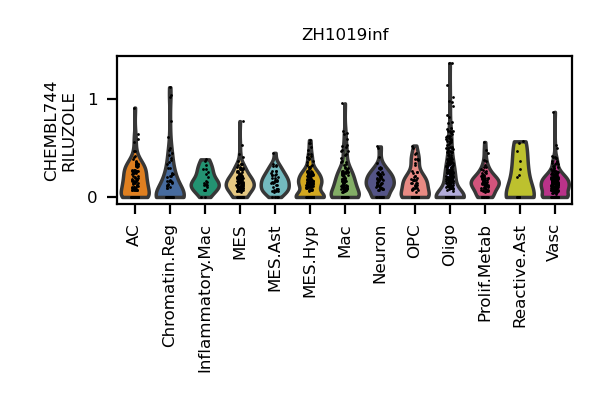 ZH1019inf
CHEMBL744
RILUZOLE
1
0
AC
Chromatin.Reg
Inflammatory.Mac
MES
MES.Ast
MES.Hyp
Mac
Neuron
OPC
Oligo
Prolif.Metab
Reactive.Ast
Vasc